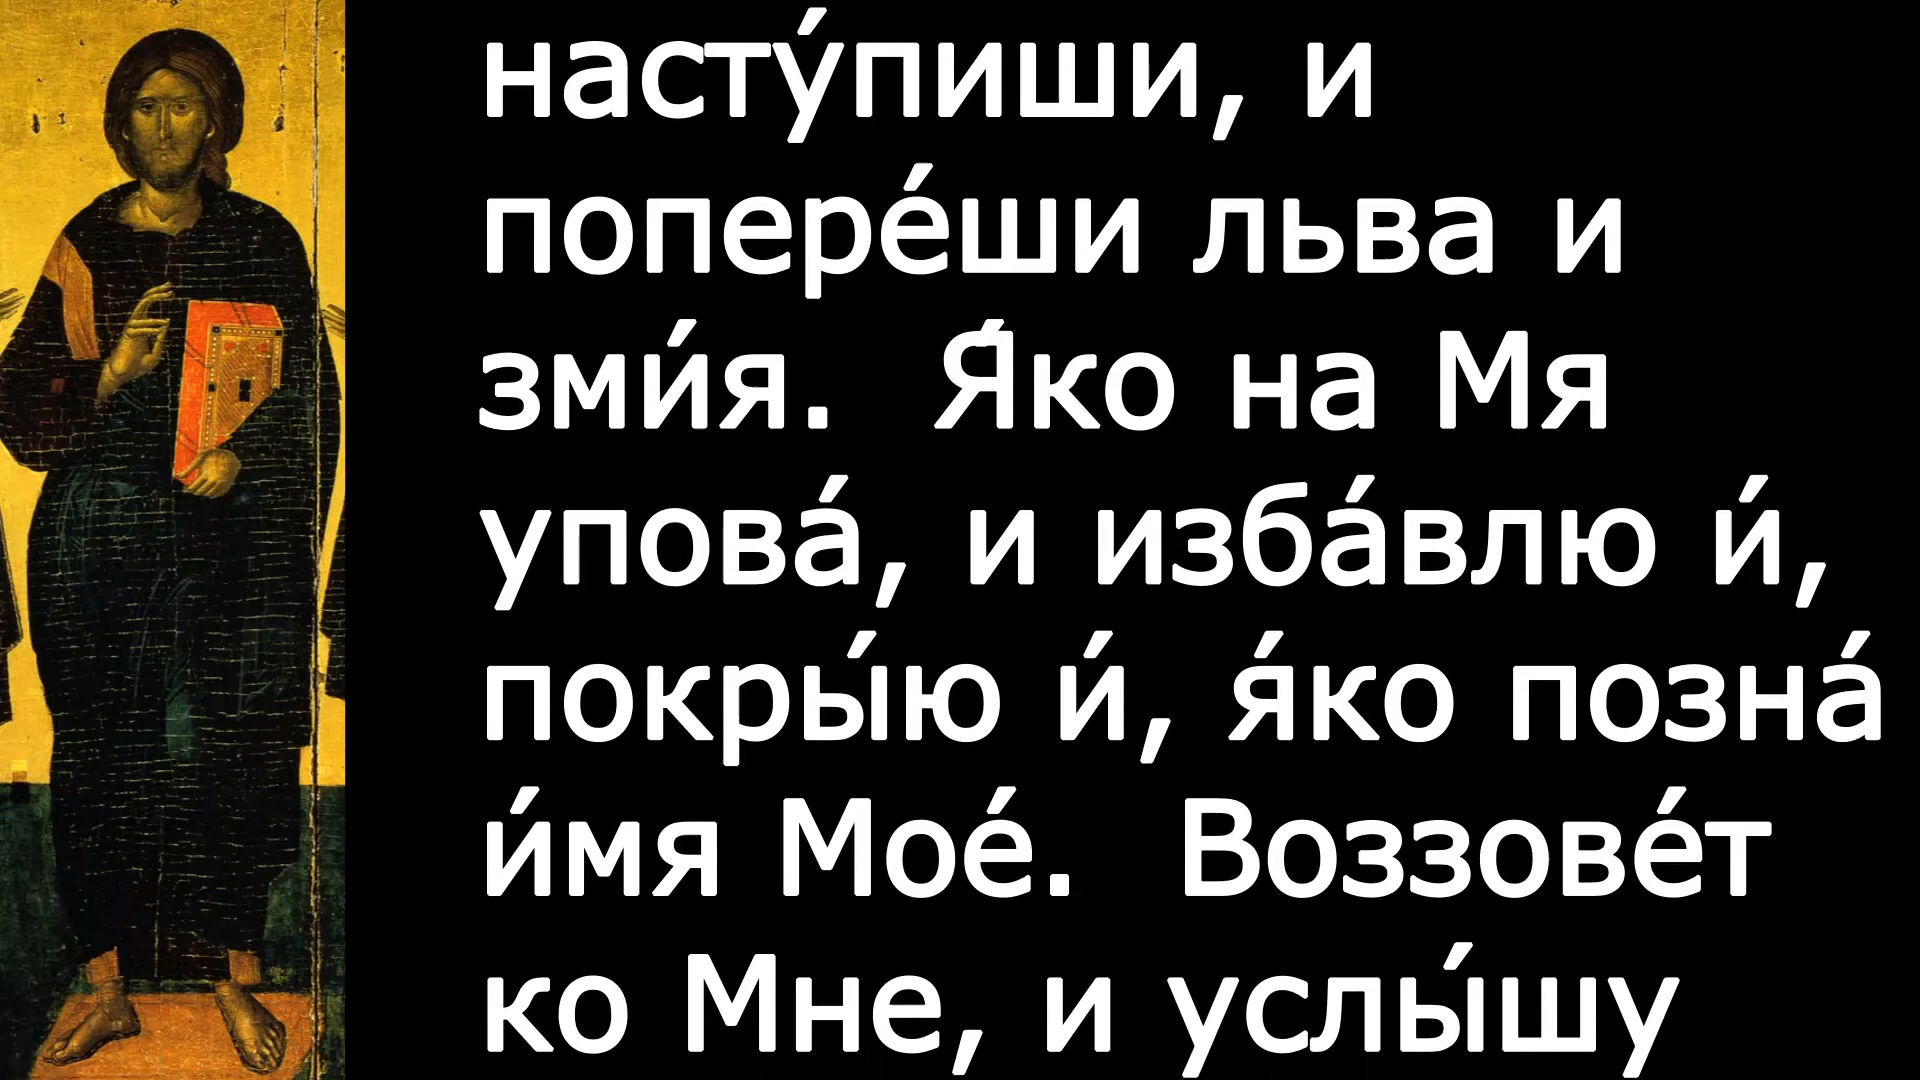 насту́пиши, и
попере́ши льва и
зми́я.  Я́ко на Мя
упова́, и изба́влю и́,
покры́ю и́, я́ко позна́
и́мя Мое́.  Воззове́т
ко Мне, и услы́шу